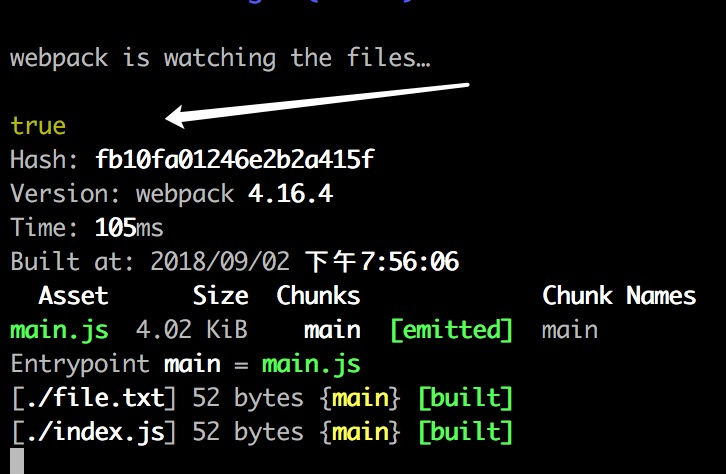 webpack is watching the files…
true
Hash: fb10fa01246e2b2a415f
Version: webpack 4.16.4
Time: 105ms
Built at: 2018/09/02 下午7:56:06
Asset Size Chunks Chunk Names
main.js 4.02 KiB main [emitted] main
Entrypoint main = main.js
[./file.txt] 52 bytes {main} [built]
[./index.js] 52 bytes {main} [built]